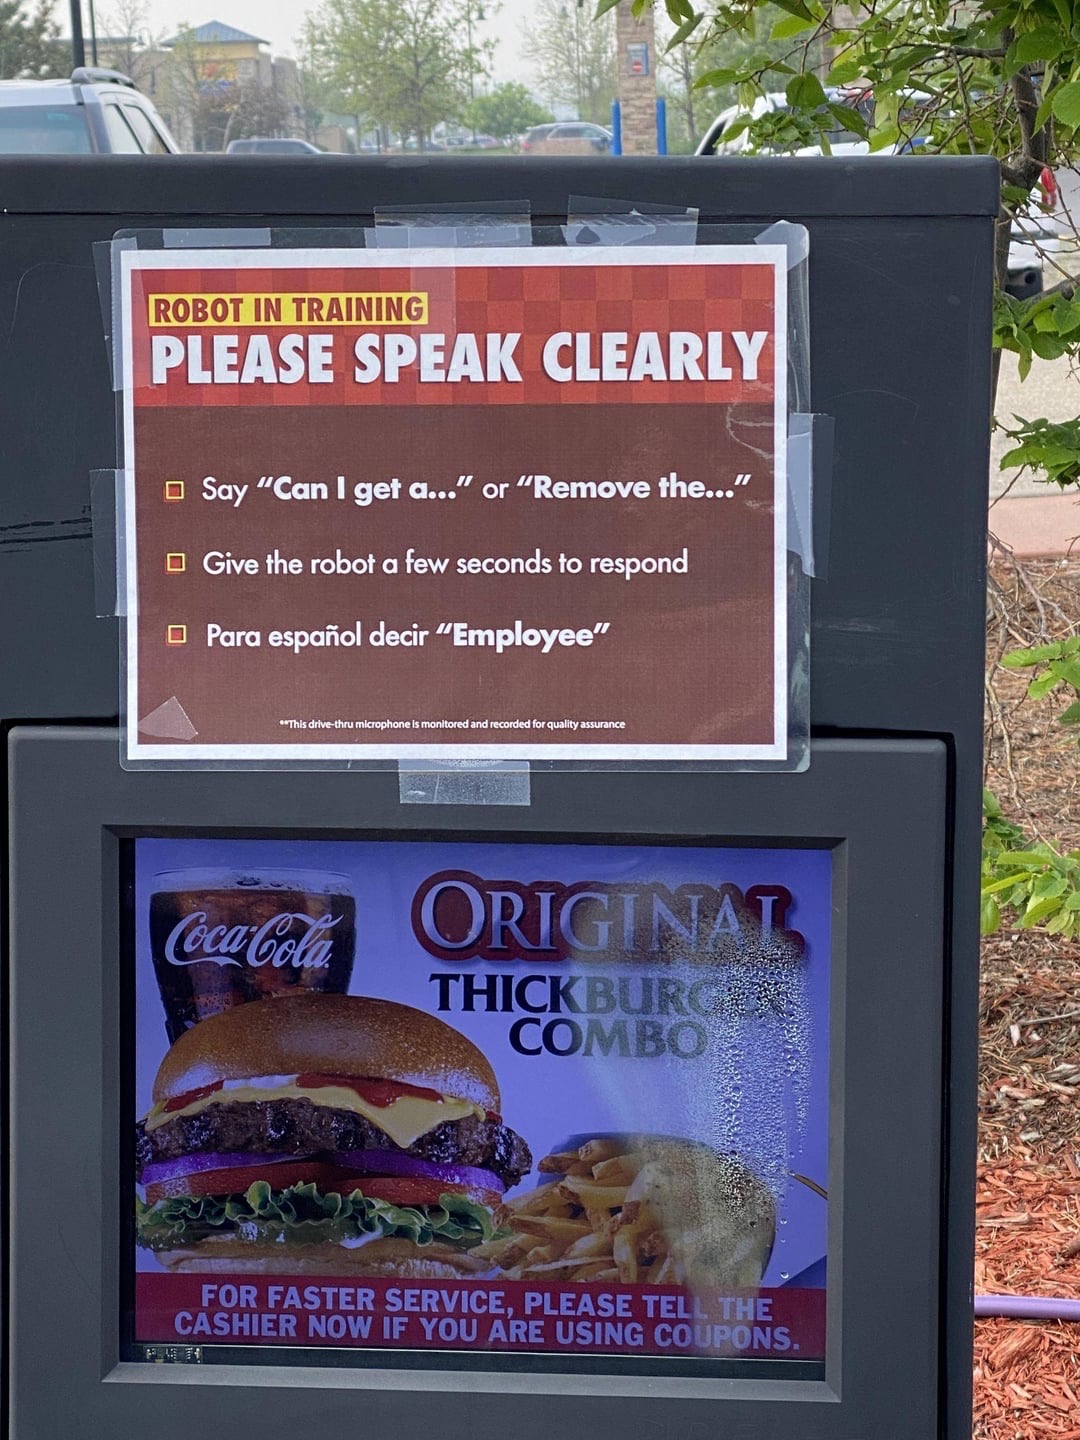 ROBOT IN TRAINING
PLEASE SPEAK CLEARLY
Say “Can I get a...” or “Remove the...”
Give the robot a few seconds to respond
Para español decir “Employee”
**This drive-thru microphone is monitored and recorded for quality assurance
Coca-Cola
ORIGINAL
THICKBURGER
COMBO
FOR FASTER SERVICE, PLEASE TELL THE
CASHIER NOW IF YOU ARE USING COUPONS.